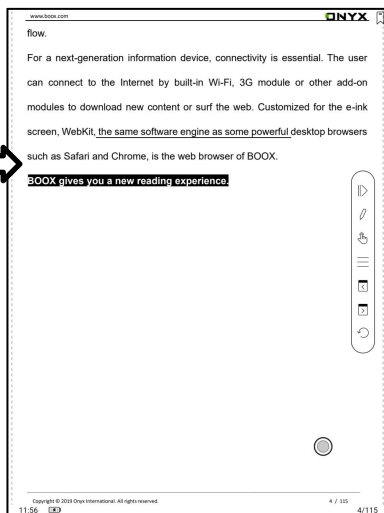 www.boox.com
ONYX
flow.
For a next-generation information device, connectivity is essential. The user
can connect to the Internet by built-in Wi-Fi, 3G module or other add-on
modules to download new content or surf the web. Customized for the e-ink
screen, WebKit, the same software engine as some powerful desktop browsers
such as Safari and Chrome, is the web browser of BOOX.
BOOX gives you a new reading experience.
Copyright © 2019 Onyx International. All rights reserved.
4 / 115
11:56
4/115